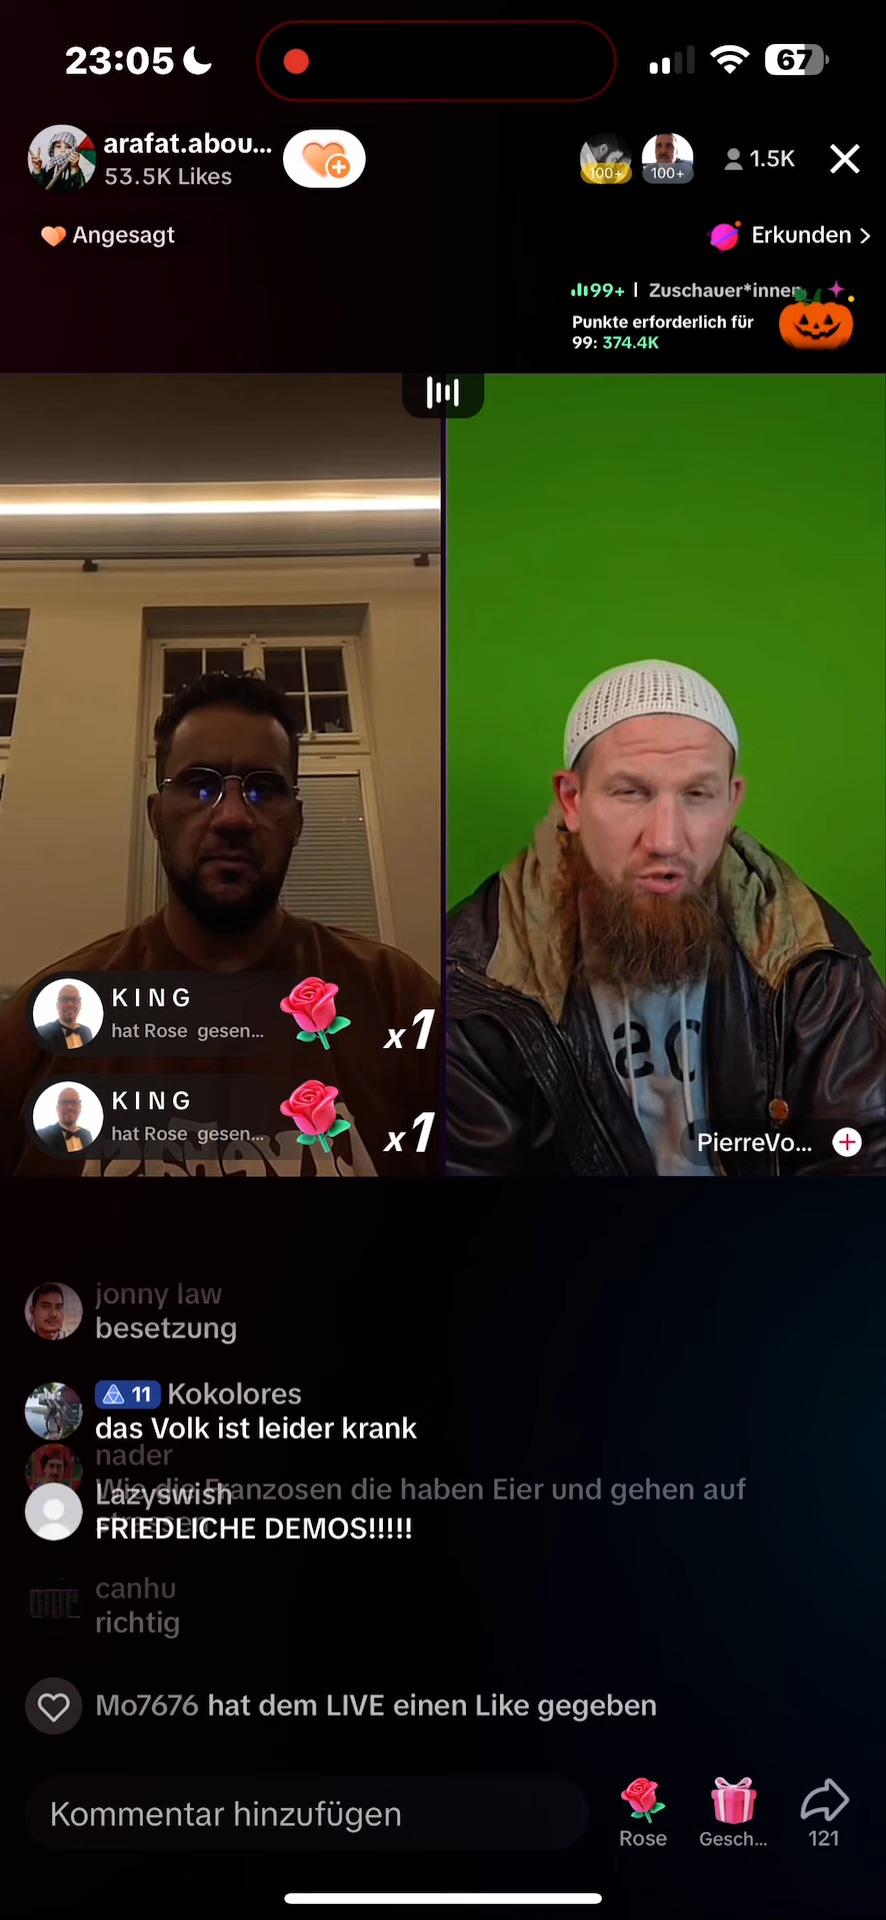 23:05
67
arafat.abou...
53.5K Likes
100+
100+
1.5K
Angesagt
Erkunden >
99+ | Zuschauer*innen
Punkte erforderlich für
99: 374.4K
K I N G
hat Rose gesen...
x1
K I N G
hat Rose gesen...
x1
PierreVo...
jonny law
besetzung
11 Kokolores
das Volk ist leider krank
nader
Wie die Franzosen die haben Eier und gehen auf
Lazyswish
FRIEDLICHE DEMOS!!!!!
canhu
richtig
Mo7676 hat dem LIVE einen Like gegeben
Kommentar hinzufügen
Rose
Gesch...
121